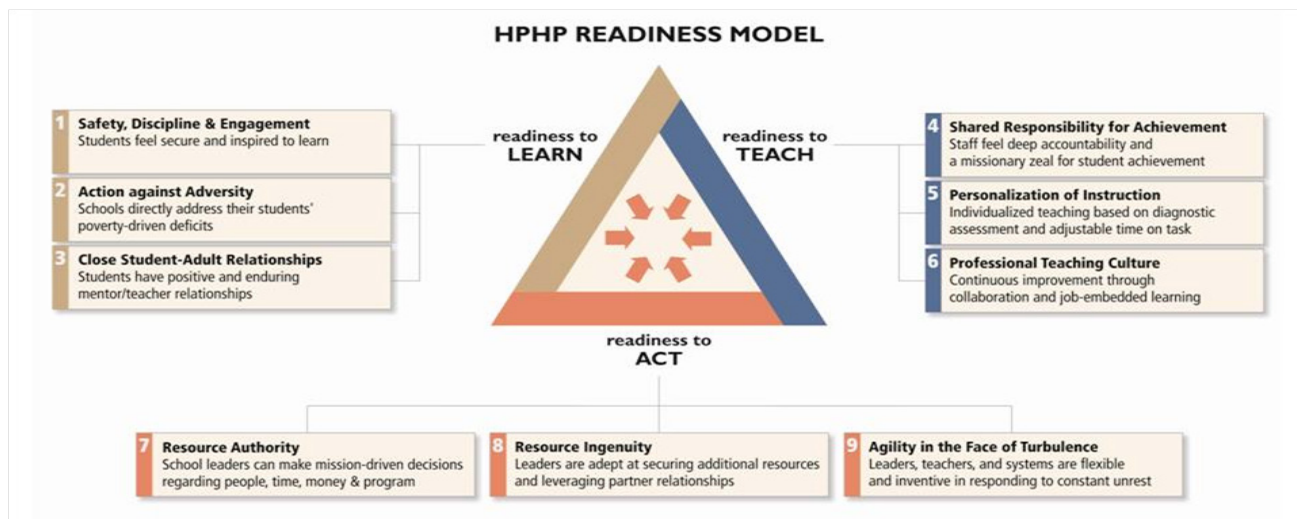 HPHP READINESS MODEL
1
Safety, Discipline & Engagement
Students feel secure and inspired to learn
2
Action against Adversity
Schools directly address their students'
poverty-driven deficits
3
Close Student-Adult Relationships
Students have positive and enduring
mentor/teacher relationships
readiness to
LEARN
readiness to
TEACH
4
Shared Responsibility for Achievement
Staff feel deep accountability and
a missionary zeal for student achievement
5
Personalization of Instruction
Individualized teaching based on diagnostic
assessment and adjustable time on task
6
Professional Teaching Culture
Continuous improvement through
collaboration and job-embedded learning
readiness to
ACT
7
Resource Authority
School leaders can make mission-driven decisions
regarding people, time, money & program
8
Resource Ingenuity
Leaders are adept at securing additional resources
and leveraging partner relationships
9
Agility in the Face of Turbulence
Leaders, teachers, and systems are flexible
and inventive in responding to constant unrest